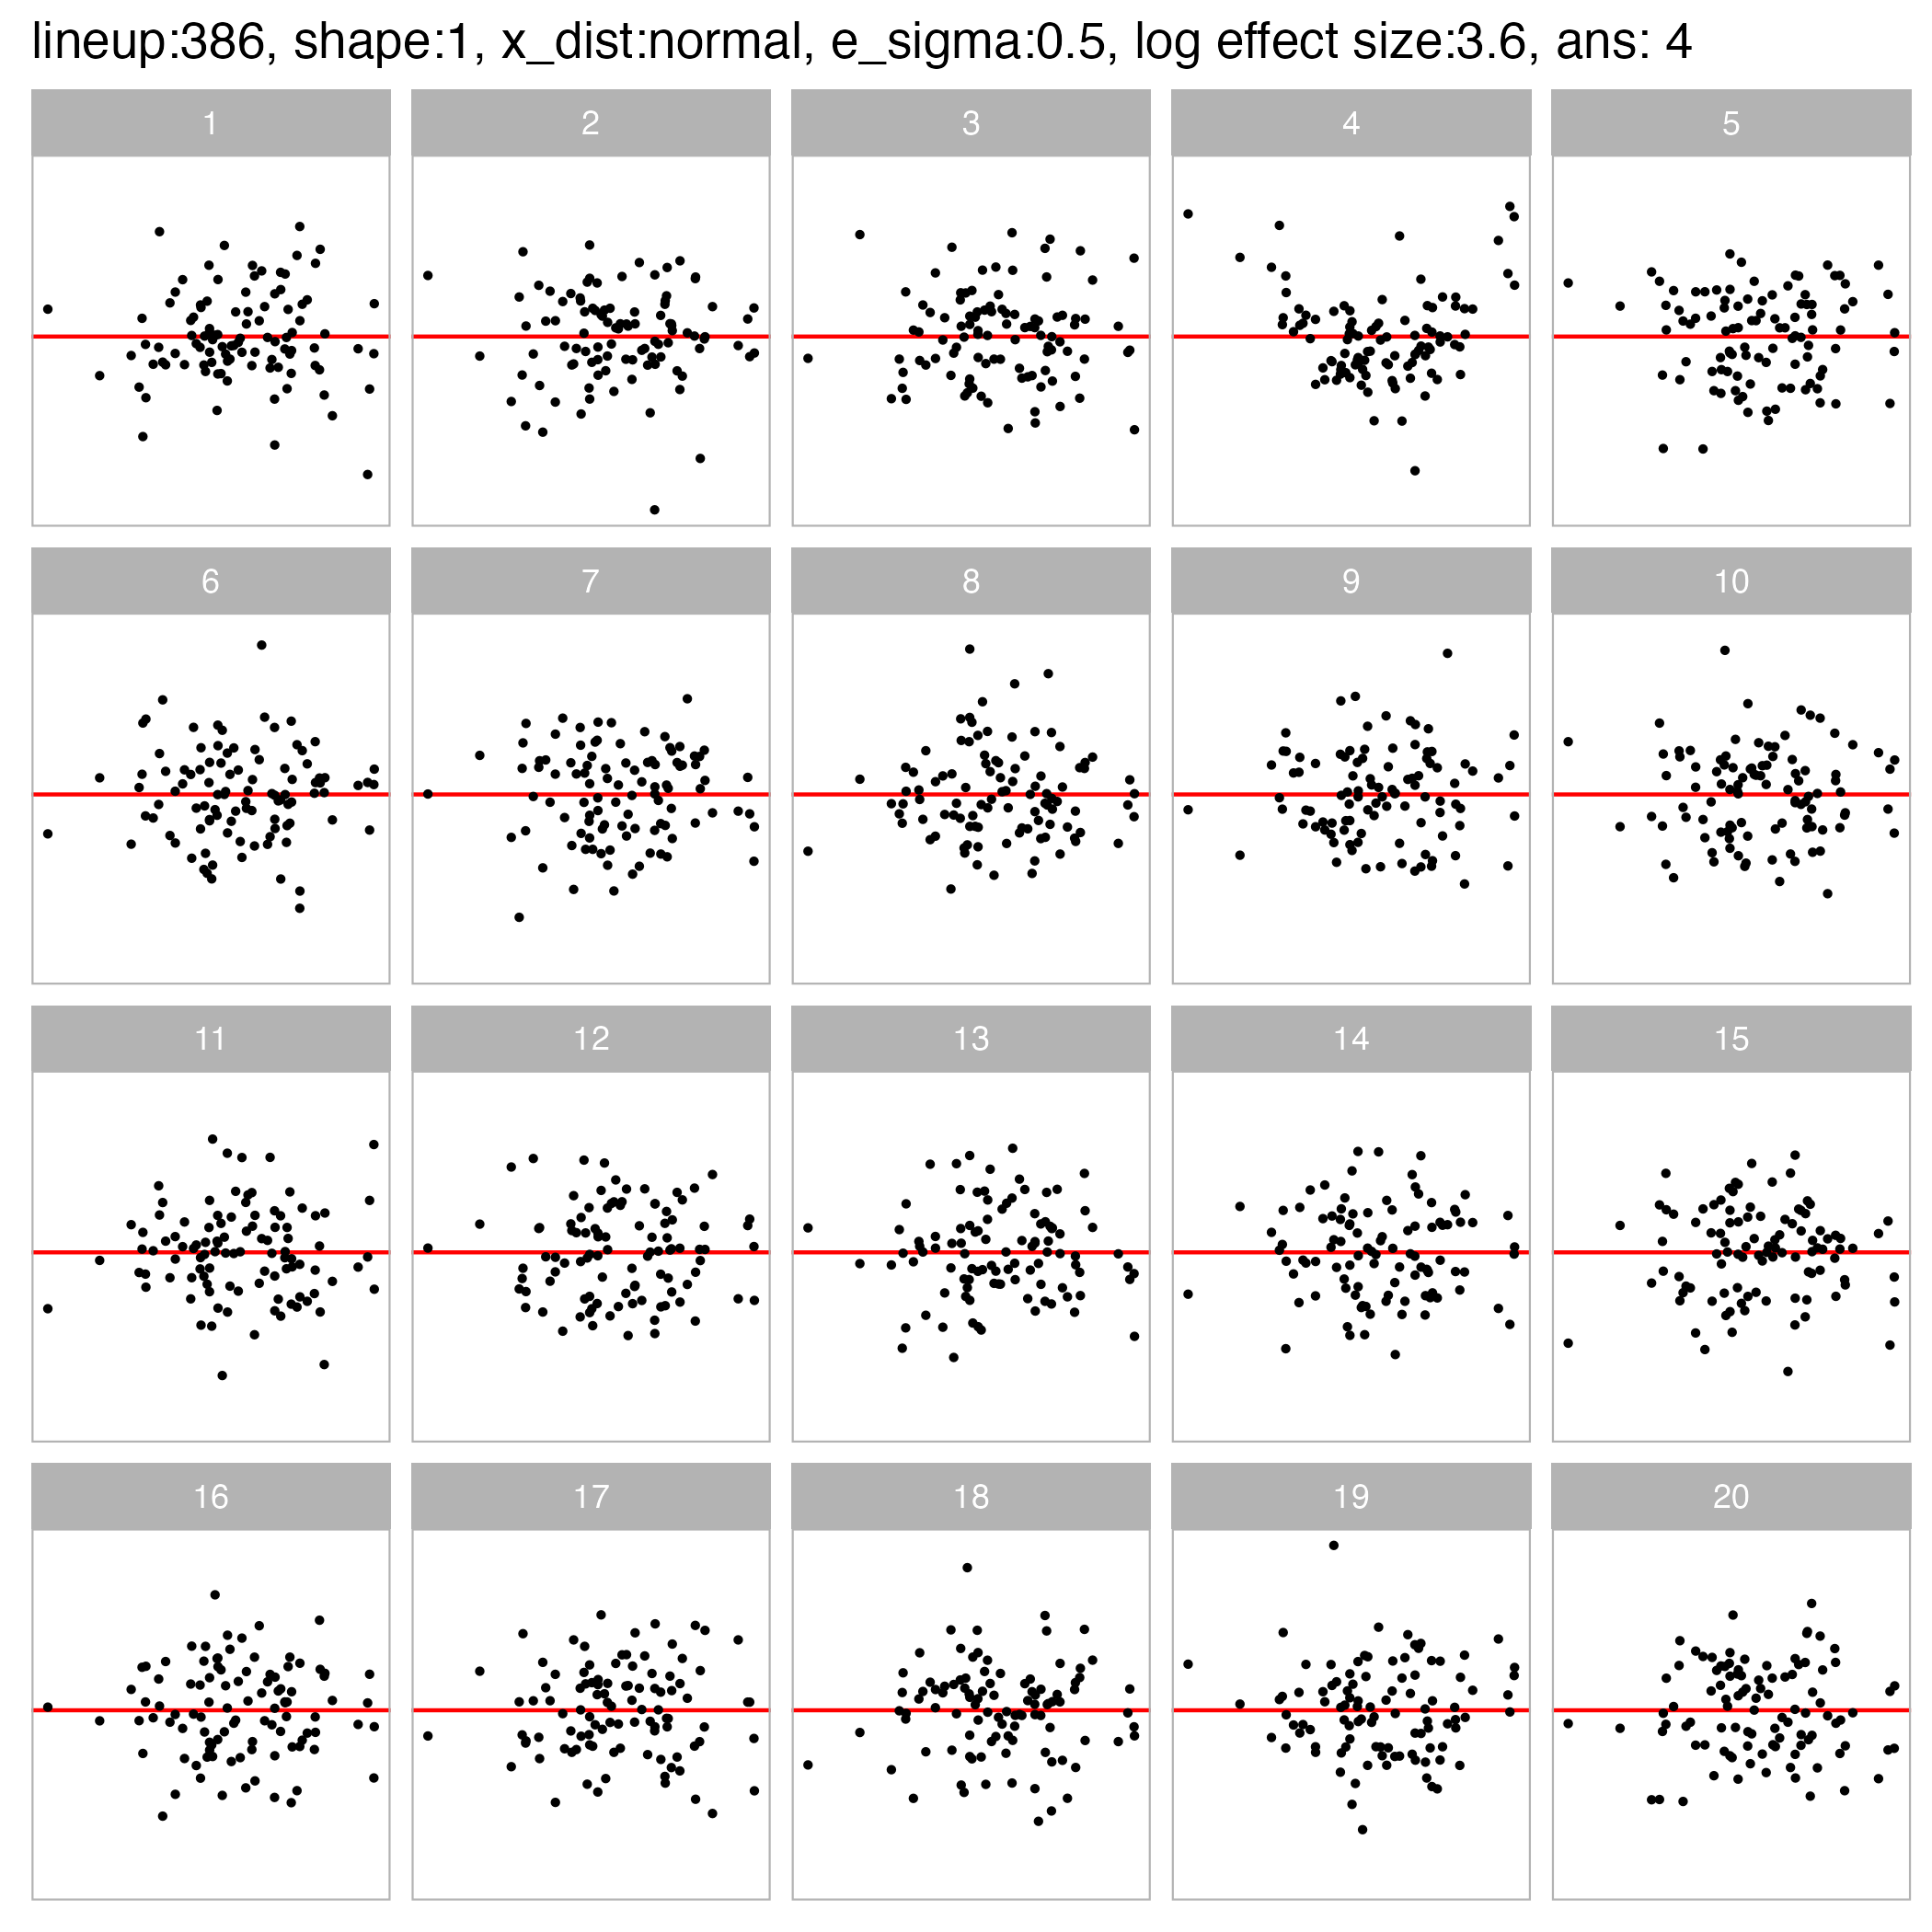 lineup:386, shape:1, x_dist:normal, e_sigma:0.5, log effect size:3.6, ans: 4
1 2 3 4 5
6 7 8 9 10
11 12 13 14 15
16 17 18 19 20